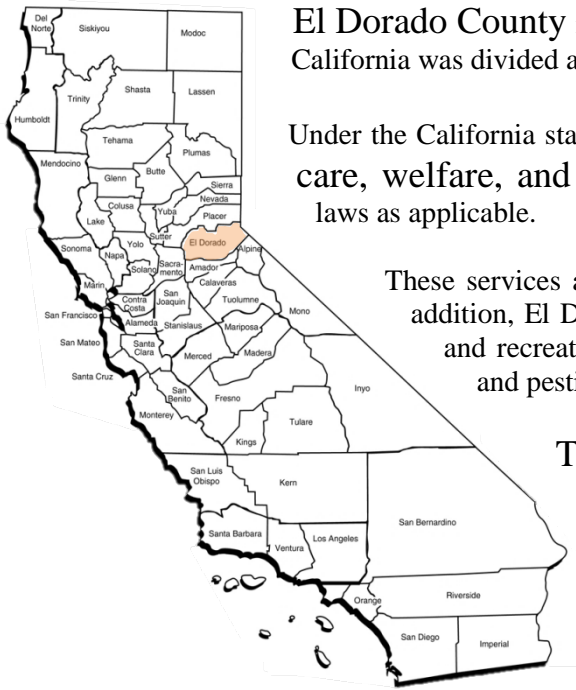 El Dorado County
California was divided a
Under the California sta
care, welfare, and
laws as applicable.
These services a
addition, El D
and recreat
and pesti
T
Del
Norte
Siskiyou
Modoc
Humboldt
Trinity
Shasta
Lassen
Tehama
Mendocino
Plumas
Glenn
Butte
Sierra
Nevada
Colusa
Yuba
Placer
Lake
Sutter
Sonoma
Yolo
El Dorado
Napa
Alpine
Solano
Sacra-
mento
Amador
Marin
Calaveras
Contra
Costa
San
Joaquin
Tuolumne
San Francisco
Alameda
Stanislaus
Mono
Mariposa
San Mateo
Santa
Clara
Merced
Madera
Santa Cruz
San
Benito
Fresno
Inyo
Monterey
Tulare
Kings
San Luis
Obispo
Kern
San Bernardino
Santa Barbara
Ventura
Los Angeles
Orange
Riverside
San Diego
Imperial